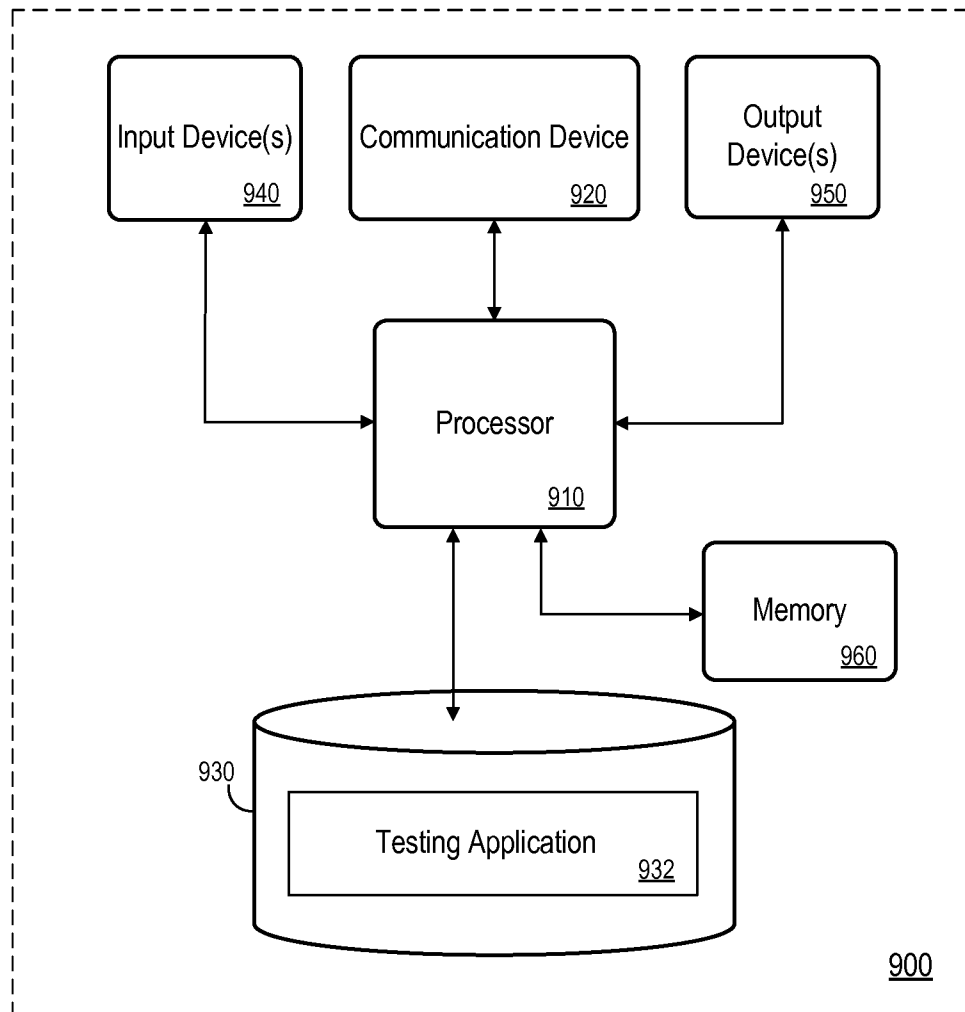 Input Device(s)
940
Communication Device
920
Output
Device(s)
950
Processor
910
Memory
960
930
Testing Application
932
900